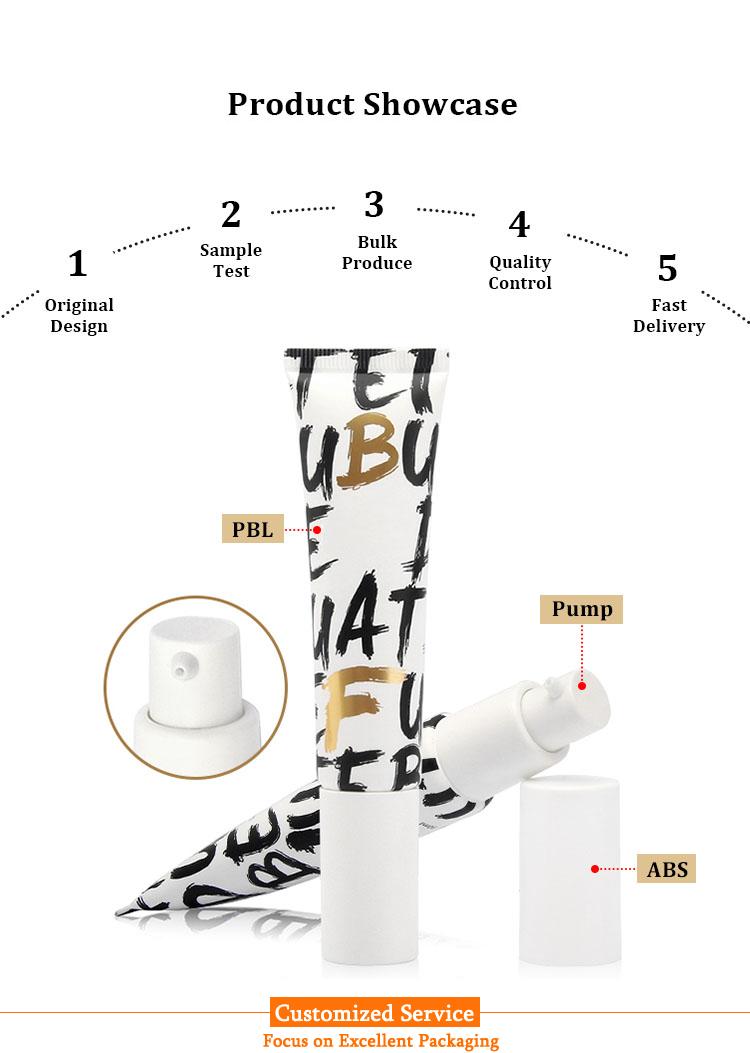 Product Showcase
1
Original
Design
2
Sample
Test
3
Bulk
Produce
4
Quality
Control
5
Fast
Delivery
B
PBL
Pump
UAT
F
ABS
Customized Service
Focus on Excellent Packaging